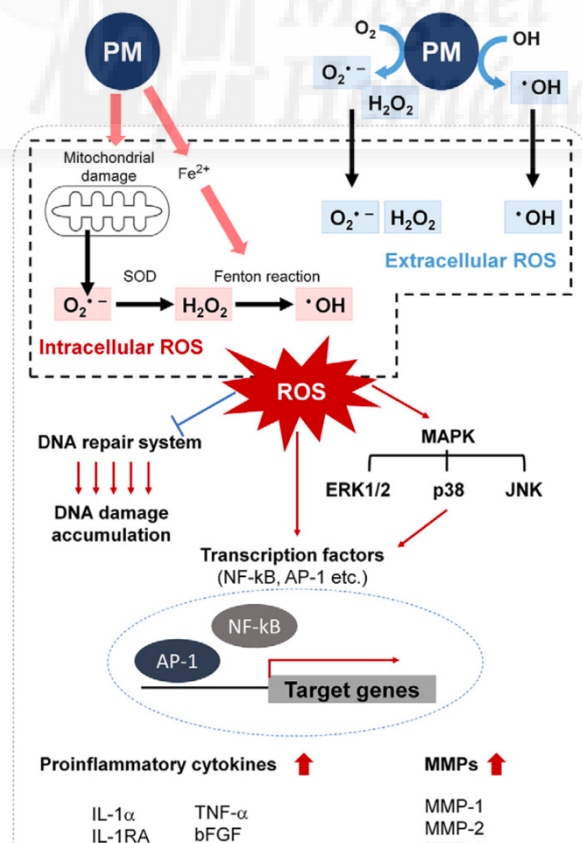 PM
PM
O2
OH
O2•−
H2O2
•OH
Mitochondrial
damage
Fe2+
O2•−
H2O2
•OH
Extracellular ROS
SOD
Fenton reaction
O2•−
H2O2
•OH
Intracellular ROS
ROS
DNA repair system
MAPK
ERK1/2
p38
JNK
DNA damage
accumulation
Transcription factors
(NF-kB, AP-1 etc.)
NF-kB
AP-1
Target genes
Proinflammatory cytokines
MMPs
IL-1α
TNF-α
MMP-1
IL-1RA
bFGF
MMP-2